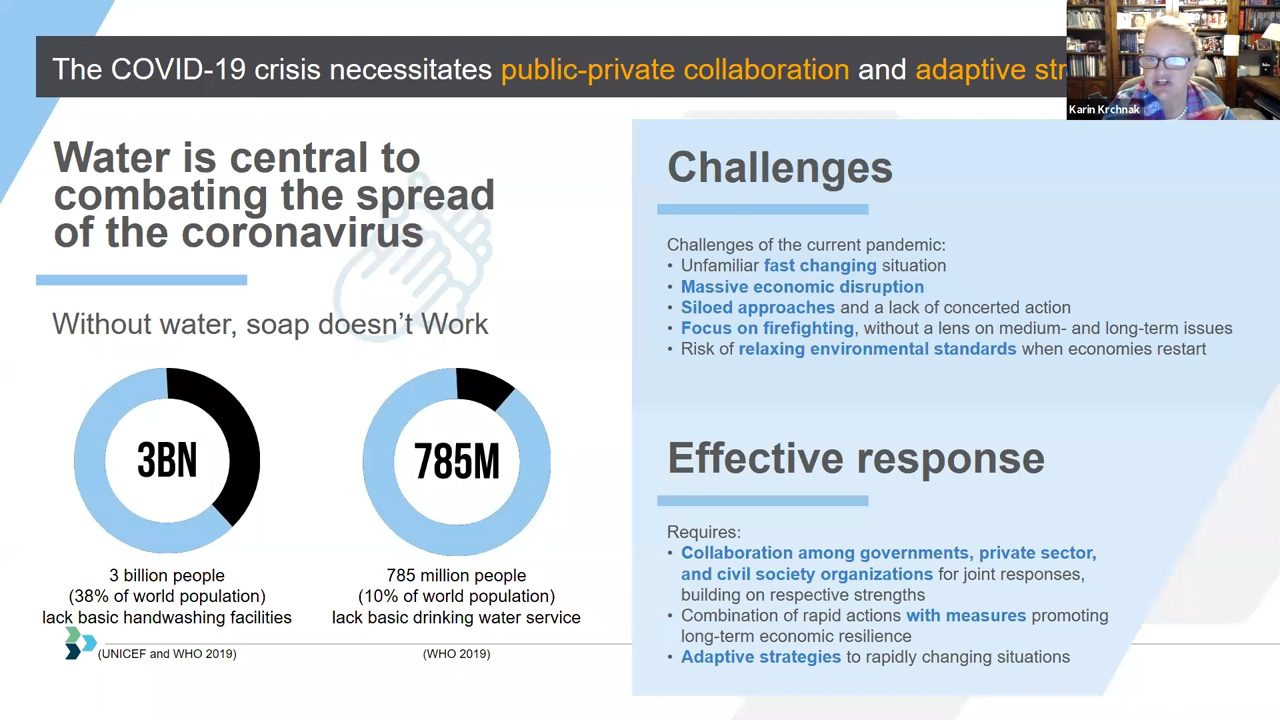 The COVID-19 crisis necessitates public-private collaboration and adaptive
Karin Krchnak
Water is central to
combating the spread
of the coronavirus
Without water, soap doesn’t Work
3BN
785M
3 billion people
(38% of world population)
lack basic handwashing facilities
785 million people
(10% of world population)
lack basic drinking water service
(UNICEF and WHO 2019)
(WHO 2019)
Challenges
Challenges of the current pandemic:
• Unfamiliar fast changing situation
• Massive economic disruption
• Siloed approaches and a lack of concerted action
• Focus on firefighting, without a lens on medium- and long-term issues
• Risk of relaxing environmental standards when economies restart
Effective response
Requires:
• Collaboration among governments, private sector,
and civil society organizations for joint responses,
building on respective strengths
• Combination of rapid actions with measures promoting
long-term economic resilience
• Adaptive strategies to rapidly changing situations